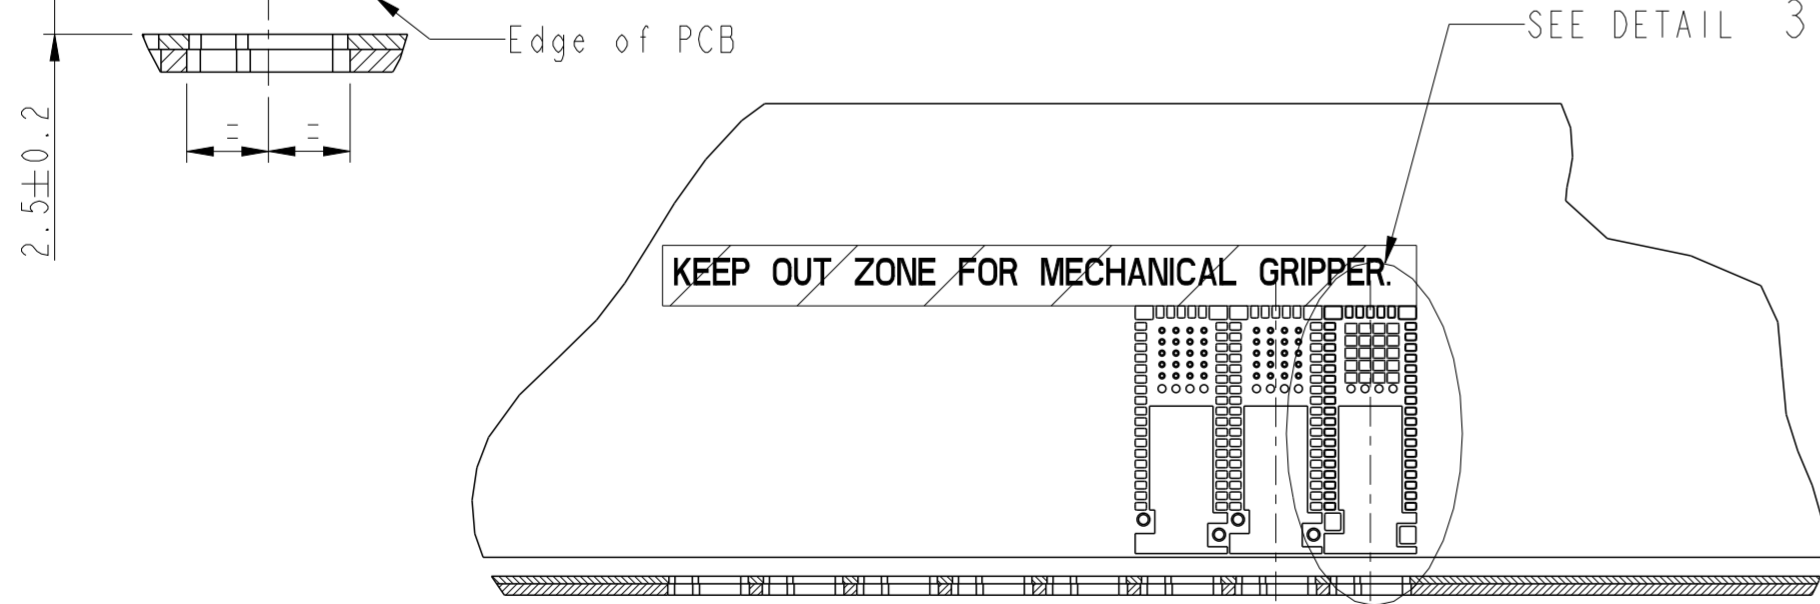 Edge of PCB
SEE DETAIL 3
2.5±0.2
= =
KEEP OUT ZONE FOR MECHANICAL GRIPPER.